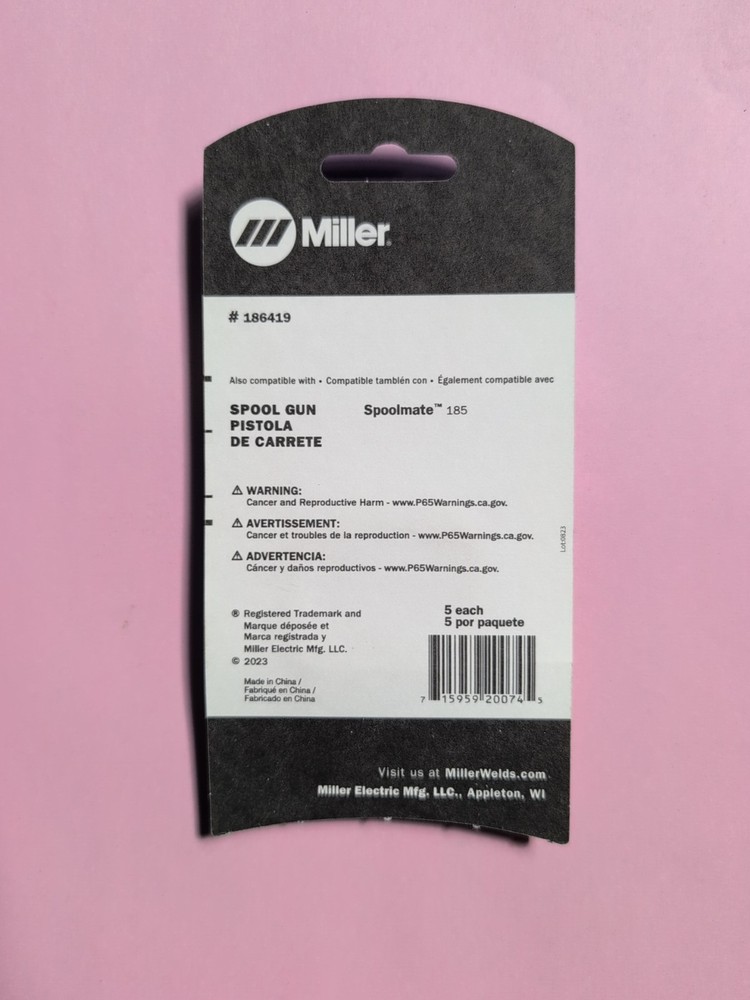 Miller®
# 186419
Also compatible with • Compatible también con • Également compatible avec
SPOOL GUN
PISTOLA
DE CARRETE
Spoolmate™ 185
⚠ WARNING:
Cancer and Reproductive Harm - www.P65Warnings.ca.gov.
⚠ AVERTISSEMENT:
Cancer et troubles de la reproduction - www.P65Warnings.ca.gov.
⚠ ADVERTENCIA:
Cáncer y daños reproductivos - www.P65Warnings.ca.gov.
Lot:0823
® Registered Trademark and
Marque déposée et
Marca registrada y
Miller Electric Mfg. LLC.
© 2023
Made in China /
Fabriqué en China /
Fabricado en China
5 each
5 por paquete
7 15959 20074 5
Visit us at MillerWelds.com
Miller Electric Mfg. LLC., Appleton, WI